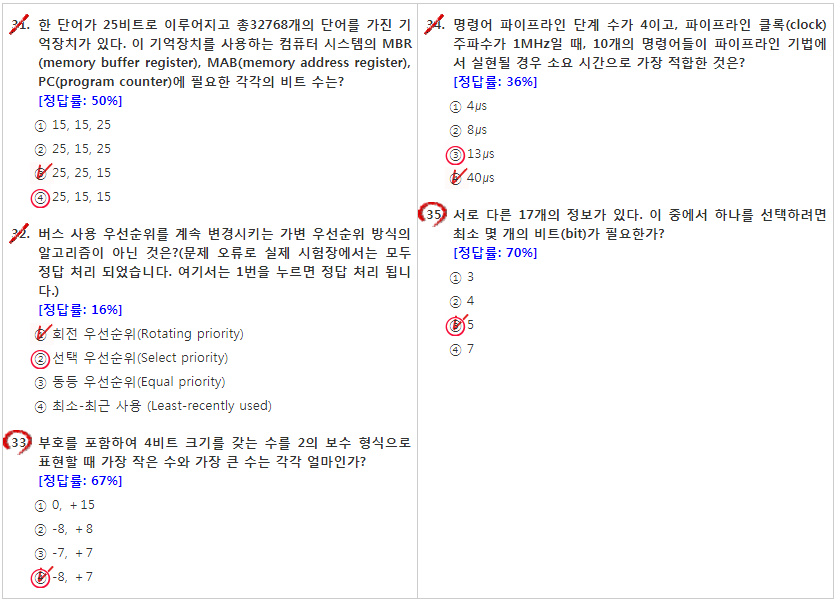 31. 한 단어가 25비트로 이루어지고 총32768개의 단어를 가진 기
억장치가 있다. 이 기억장치를 사용하는 컴퓨터 시스템의 MBR
(memory buffer register), MAB(memory address register),
PC(program counter)에 필요한 각각의 비트 수는?
[정답률: 50%]
① 15, 15, 25
② 25, 15, 25
③ 25, 25, 15
④ 25, 15, 15
32. 버스 사용 우선순위를 계속 변경시키는 가변 우선순위 방식의
알고리즘이 아닌 것은?(문제 오류로 실제 시험장에서는 모두
정답 처리 되었습니다. 여기서는 1번을 누르면 정답 처리 됩니
다.)
[정답률: 16%]
① 회전 우선순위(Rotating priority)
② 선택 우선순위(Select priority)
③ 동등 우선순위(Equal priority)
④ 최소-최근 사용 (Least-recently used)
33. 부호를 포함하여 4비트 크기를 갖는 수를 2의 보수 형식으로
표현할 때 가장 작은 수와 가장 큰 수는 각각 얼마인가?
[정답률: 67%]
① 0, +15
② -8, +8
③ -7, +7
④ -8, +7
34. 명령어 파이프라인 단계 수가 4이고, 파이프라인 클록(clock)
주파수가 1MHz일 때, 10개의 명령어들이 파이프라인 기법에
서 실현될 경우 소요 시간으로 가장 적합한 것은?
[정답률: 36%]
① 4μs
② 8μs
③ 13μs
④ 40μs
35. 서로 다른 17개의 정보가 있다. 이 중에서 하나를 선택하려면
최소 몇 개의 비트(bit)가 필요한가?
[정답률: 70%]
① 3
② 4
③ 5
④ 7